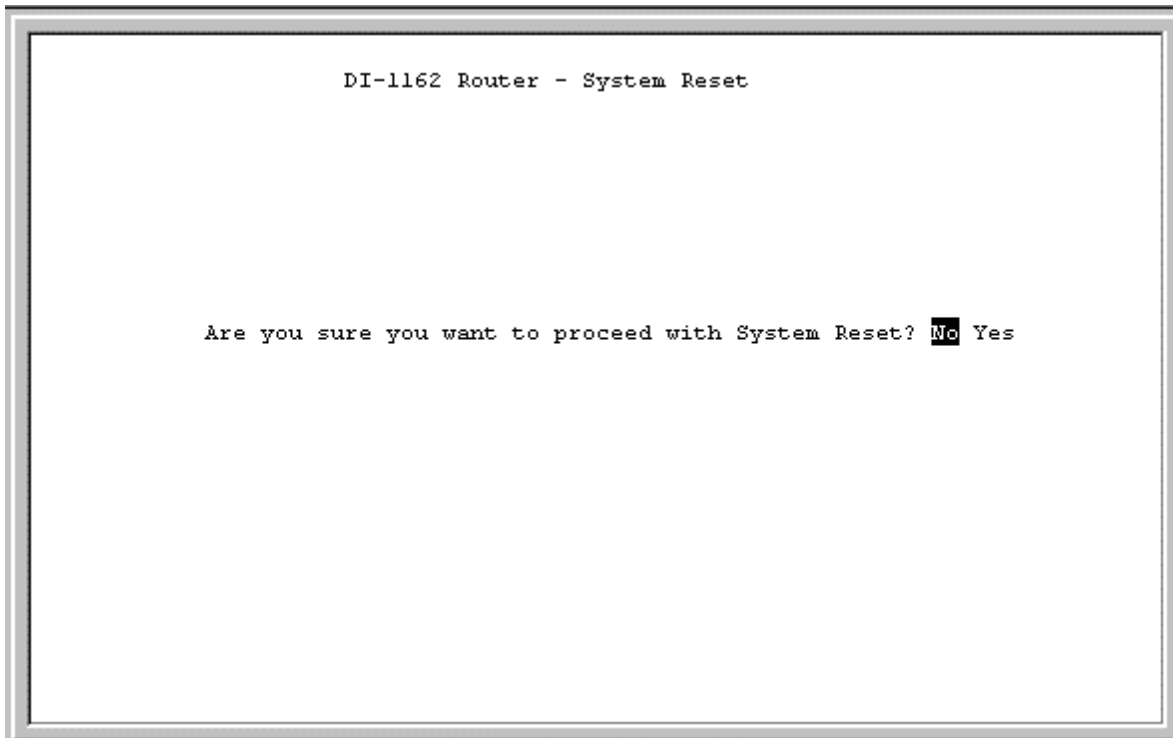 DI-1162 Router - System Reset
Are you sure you want to proceed with System Reset? No Yes